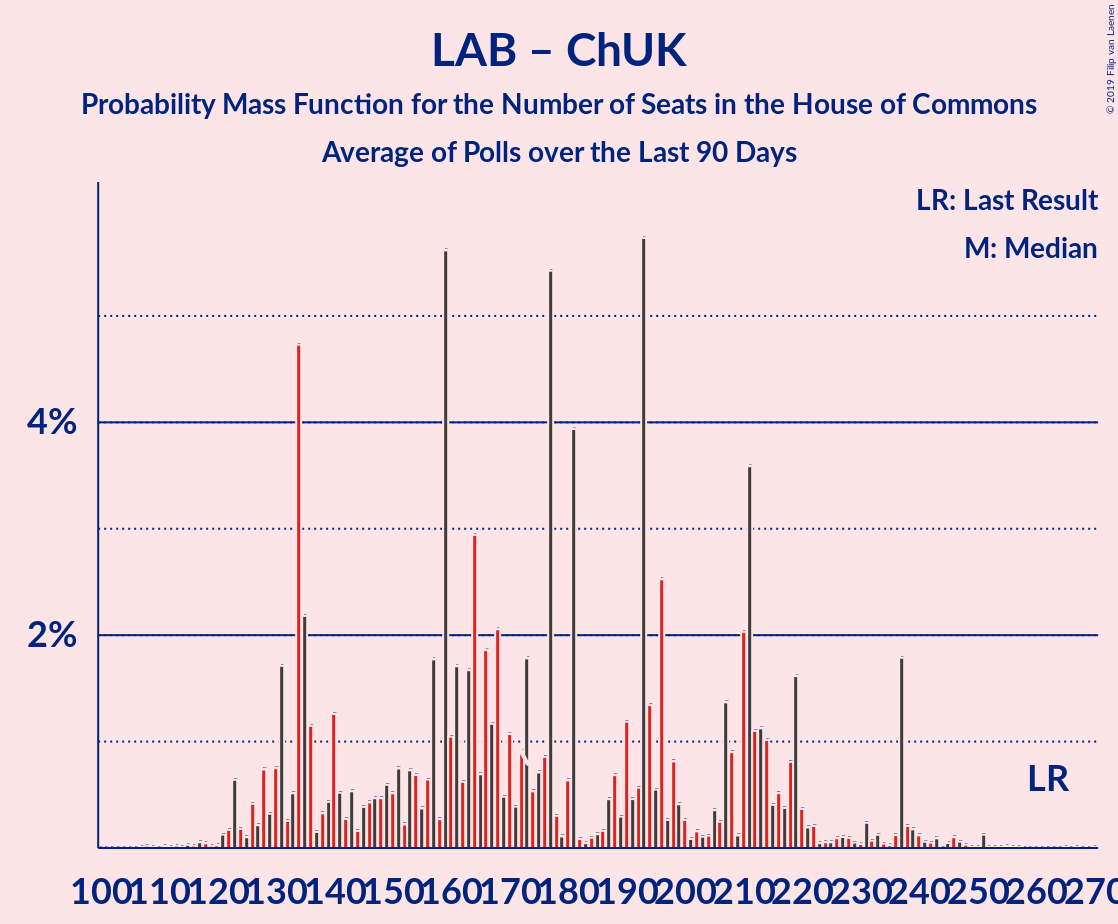 LAB – ChUK
Probability Mass Function for the Number of Seats in the House of Commons
Average of Polls over the Last 90 Days
© 2019 Filip van Laenen
LR: Last Result
M: Median
4%
2%
LR
100 110 120 130 140 150 160 170 180 190 200 210 220 230 240 250 260 270